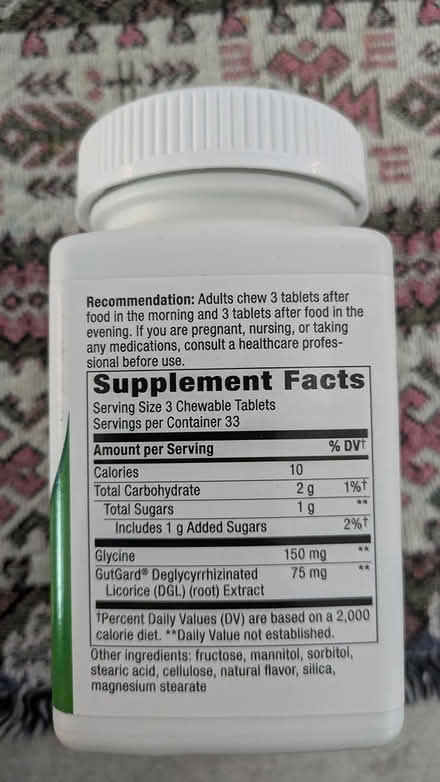 Recommendation: Adults chew 3 tablets after
food in the morning and 3 tablets after food in the
evening. If you are pregnant, nursing, or taking
any medications, consult a healthcare profes-
sional before use.
Supplement Facts
Serving Size 3 Chewable Tablets
Servings per Container 33
Amount per Serving % DV†
Calories 10
Total Carbohydrate 2 g 1%†
Total Sugars 1 g **
Includes 1 g Added Sugars 2%†
Glycine 150 mg **
GutGard® Deglycyrrhizinated 75 mg **
Licorice (DGL) (root) Extract
†Percent Daily Values (DV) are based on a 2,000
calorie diet. **Daily Value not established.
Other ingredients: fructose, mannitol, sorbitol,
stearic acid, cellulose, natural flavor, silica,
magnesium stearate